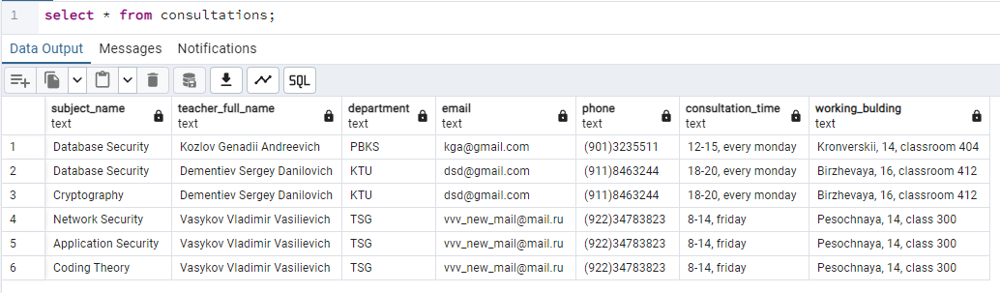 1 select * from consultations;
Data Output Messages Notifications
SQL
subject_name teacher_full_name department email phone consultation_time working_bulding
text text text text text text text
1 Database Security Kozlov Genadii Andreevich PBKS kga@gmail.com (901)3235511 12-15, every monday Kronverskii, 14, classroom 404
2 Database Security Dementiev Sergey Danilovich KTU dsd@gmail.com (911)8463244 18-20, every monday Birzhevaya, 16, classroom 412
3 Cryptography Dementiev Sergey Danilovich KTU dsd@gmail.com (911)8463244 18-20, every monday Birzhevaya, 16, classroom 412
4 Network Security Vasykov Vladimir Vasilievich TSG vvv_new_mail@mail.ru (922)34783823 8-14, friday Pesochnaya, 14, class 300
5 Application Security Vasykov Vladimir Vasilievich TSG vvv_new_mail@mail.ru (922)34783823 8-14, friday Pesochnaya, 14, class 300
6 Coding Theory Vasykov Vladimir Vasilievich TSG vvv_new_mail@mail.ru (922)34783823 8-14, friday Pesochnaya, 14, class 300